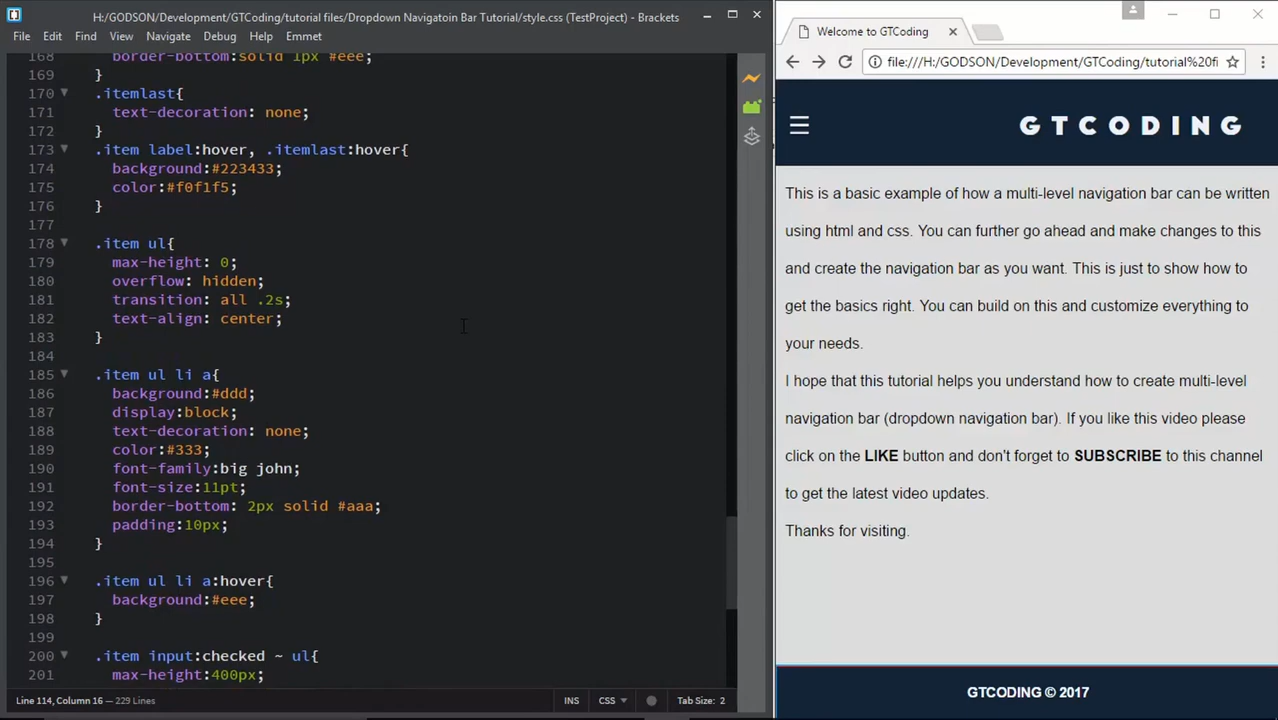 H:/GODSON/Development/GTCoding/tutorial files/Dropdown Navigatoin Bar Tutorial/style.css (TestProject) - Brackets
File Edit Find View Navigate Debug Help Emmet
168 border-bottom:solid 1px #eee;
169 }
170 .itemlast{
171 text-decoration: none;
172 }
173 .item label:hover, .itemlast:hover{
174 background:#223433;
175 color:#f0f1f5;
176 }
177
178 .item ul{
179 max-height: 0;
180 overflow: hidden;
181 transition: all .2s;
182 text-align: center;
183 }
184
185 .item ul li a{
186 background:#ddd;
187 display:block;
188 text-decoration: none;
189 color:#333;
190 font-family:big john;
191 font-size:11pt;
192 border-bottom: 2px solid #aaa;
193 padding:10px;
194 }
195
196 .item ul li a:hover{
197 background:#eee;
198 }
199
200 .item input:checked ~ ul{
201 max-height:400px;
Line 114, Column 16 — 229 Lines
INS CSS Tab Size: 2
Welcome to GTCoding
file:///H:/GODSON/Development/GTCoding/tutorial%20fi
GTCODING
This is a basic example of how a multi-level navigation bar can be written
using html and css. You can further go ahead and make changes to this
and create the navigation bar as you want. This is just to show how to
get the basics right. You can build on this and customize everything to
your needs.
I hope that this tutorial helps you understand how to create multi-level
navigation bar (dropdown navigation bar). If you like this video please
click on the LIKE button and don't forget to SUBSCRIBE to this channel
to get the latest video updates.
Thanks for visiting.
GTCODING © 2017